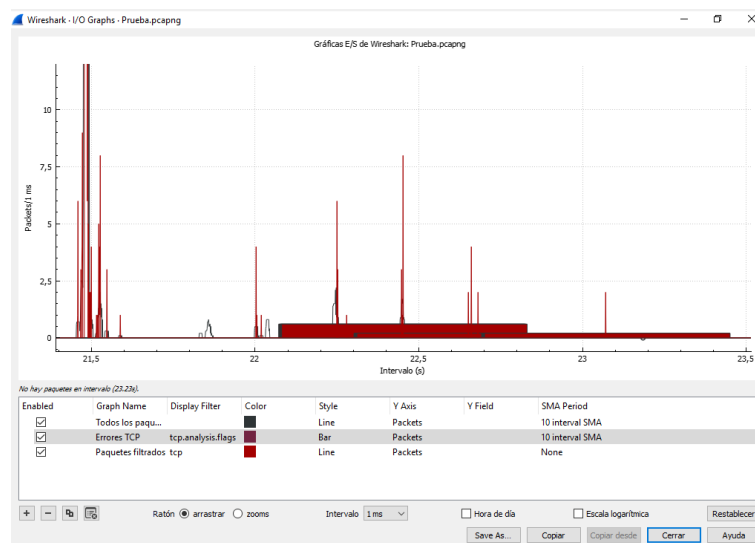 Wireshark · I/O Graphs · Prueba.pcapng
Gráficas E/S de Wireshark: Prueba.pcapng
Packets/1 ms
10
7,5
5
2,5
0
21,5
22
22,5
23
23,5
Intervalo (s)
No hay paquetes en intervalo (23.23s).
Enabled Graph Name Display Filter Color Style Y Axis Y Field SMA Period
Todos los paqu... Line Packets 10 interval SMA
Errores TCP tcp.analysis.flags Bar Packets 10 interval SMA
Paquetes filtrados tcp Line Packets None
Ratón arrastrar zooms Intervalo 1 ms Hora de día Escala logarítmica Restablecer
Save As... Copiar Copiar desde Cerrar Ayuda